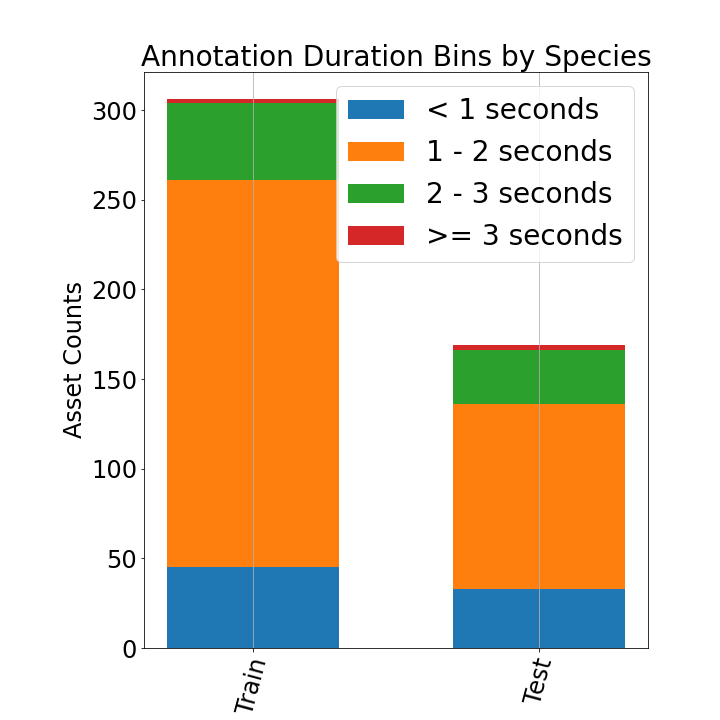 Annotation Duration Bins by Species
< 1 seconds
1 - 2 seconds
2 - 3 seconds
>= 3 seconds
Asset Counts
300
250
200
150
100
50
0
Train
Test